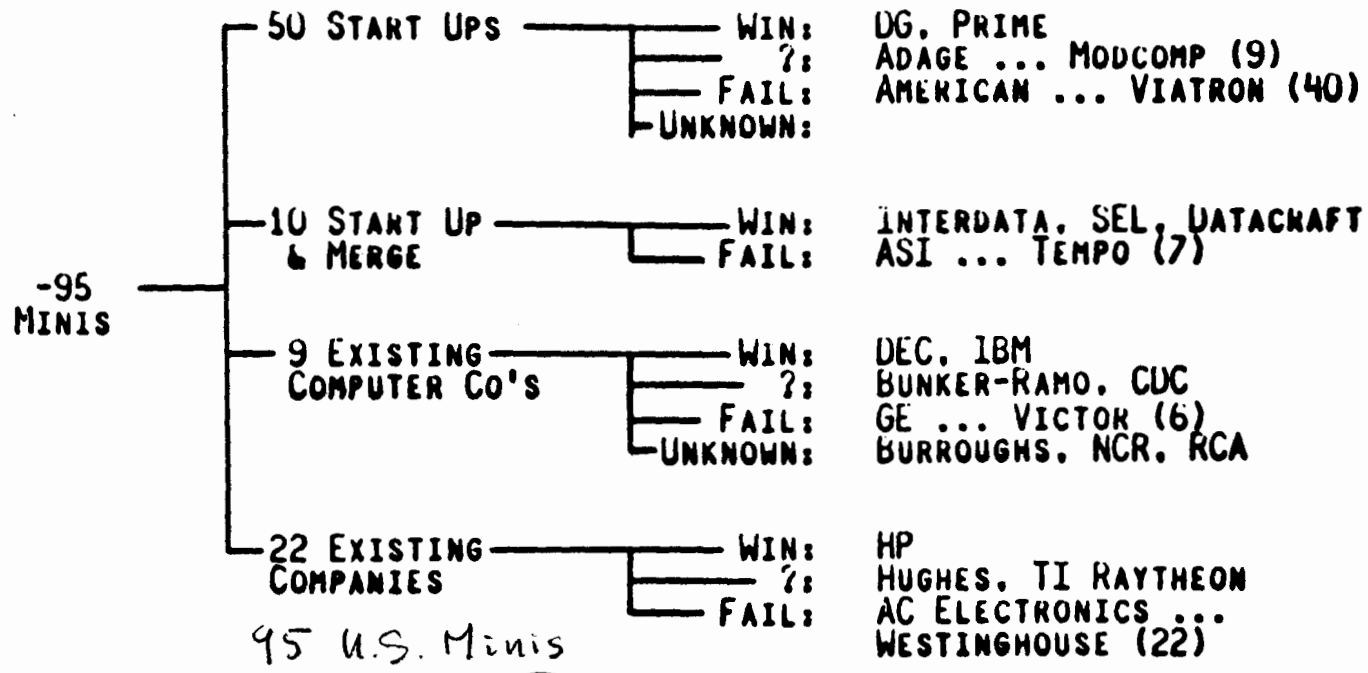 50 START UPS WIN: DG, PRIME
?: ADAGE ... MODCOMP (9)
FAIL: AMERICAN ... VIATRON (40)
UNKNOWN:
10 START UP WIN: INTERDATA, SEL, DATACRAFT
& MERGE FAIL: ASI ... TEMPO (7)
-95
MINIS
9 EXISTING WIN: DEC, IBM
COMPUTER CO'S ?: BUNKER-RAMO, CDC
FAIL: GE ... VICTOR (6)
UNKNOWN: BURROUGHS, NCR, RCA
22 EXISTING WIN: HP
COMPANIES ?: HUGHES, TI RAYTHEON
FAIL: AC ELECTRONICS ...
WESTINGHOUSE (22)
95 U.S. Minis